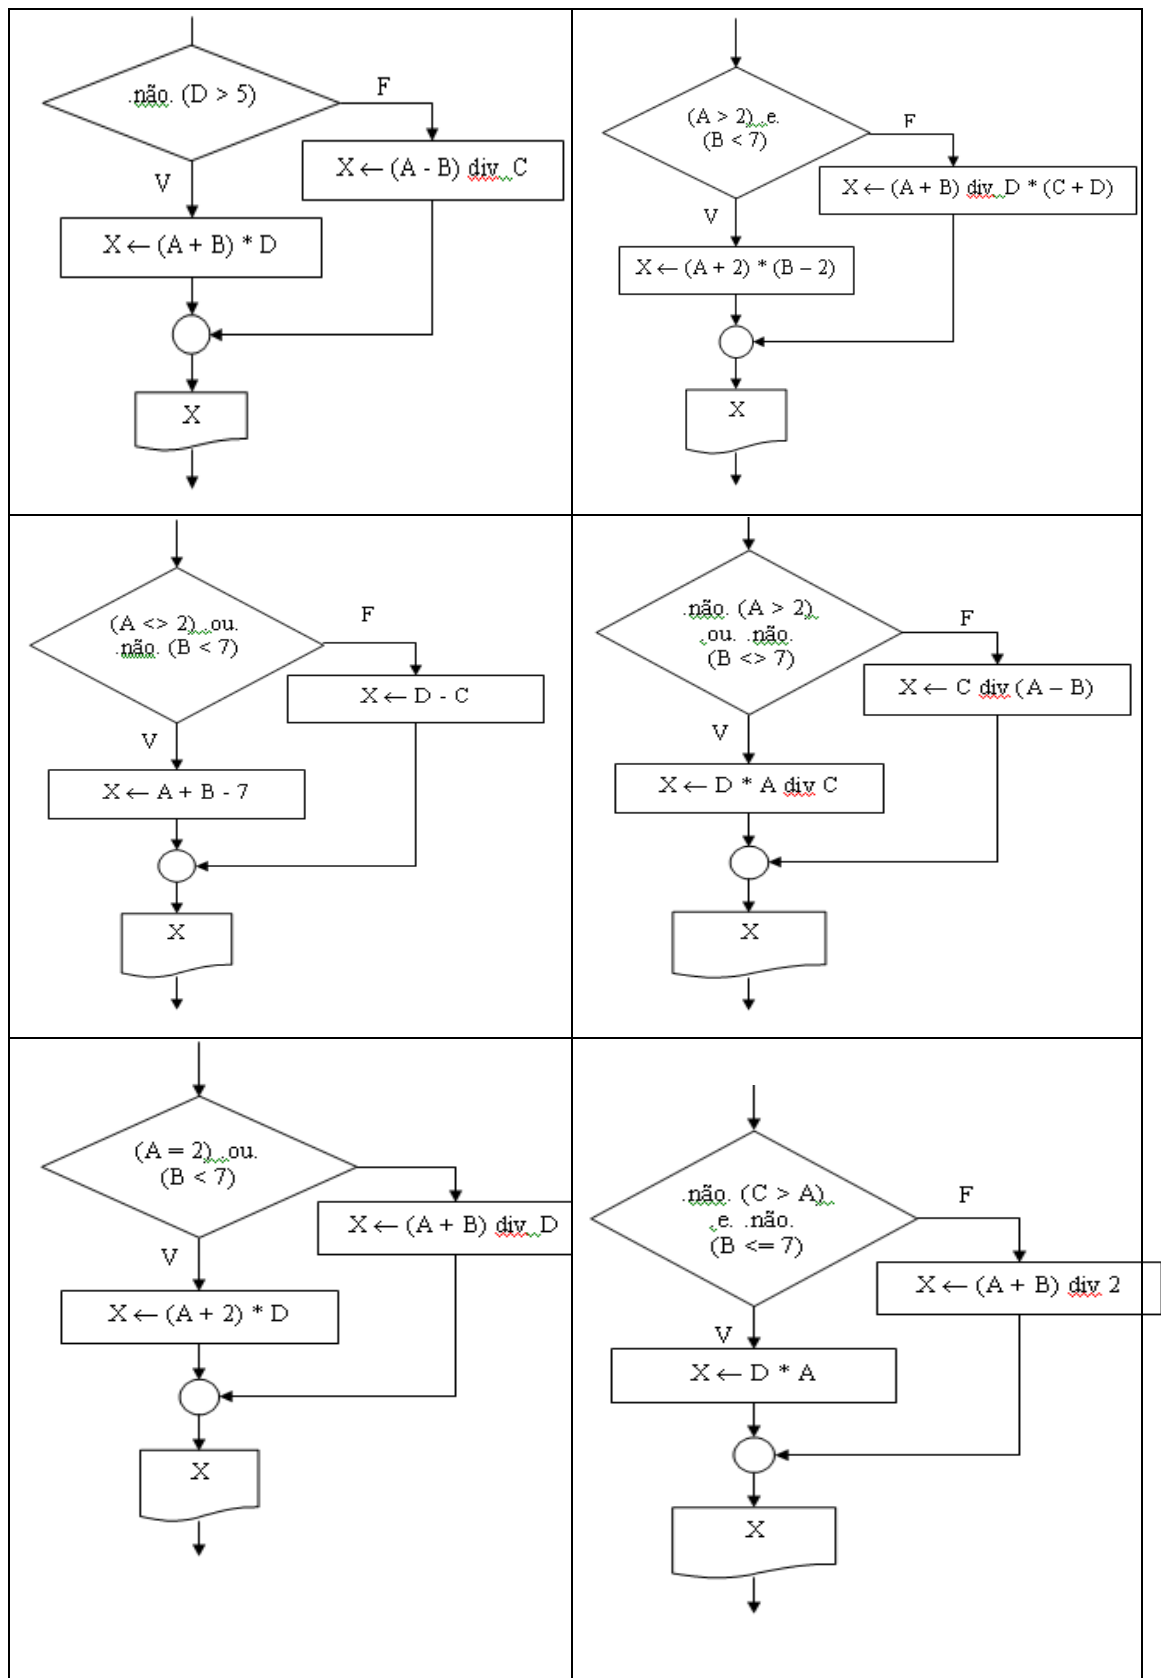 .não. (D > 5)
F
X ← (A - B) div. C
V
X ← (A + B) * D
X
(A > 2) .e.
(B < 7)
F
X ← (A + B) div. D * (C + D)
V
X ← (A + 2) * (B – 2)
X
(A <> 2) .ou.
.não. (B < 7)
F
X ← D - C
V
X ← A + B - 7
X
.não. (A > 2)
.ou. .não.
(B <> 7)
F
X ← C div (A – B)
V
X ← D * A div C
X
(A = 2) .ou.
(B < 7)
X ← (A + B) div. D
V
X ← (A + 2) * D
X
.não. (C > A)
.e. .não.
(B <= 7)
F
X ← (A + B) div 2
V
X ← D * A
X